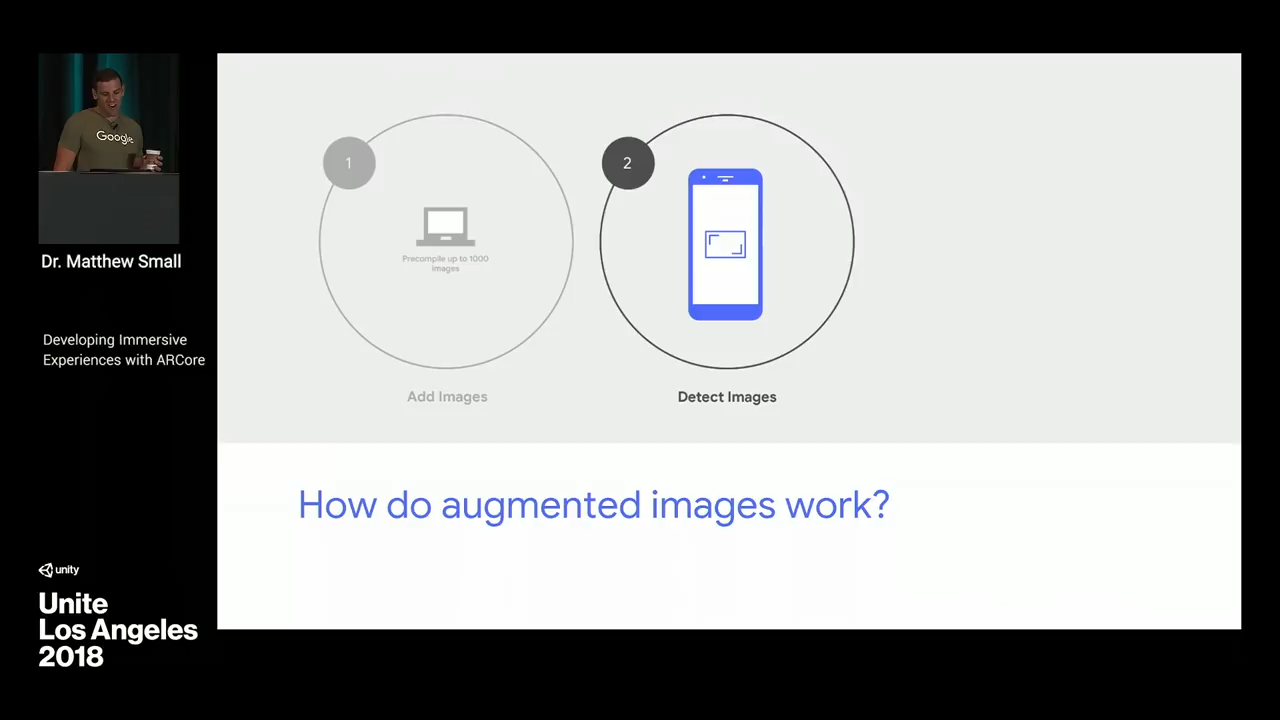 Google
Dr. Matthew Small
Developing Immersive
Experiences with ARCore
unity
Unite
Los Angeles
2018
1
Precompile up to 1000
images
Add Images
2
Detect Images
How do augmented images work?